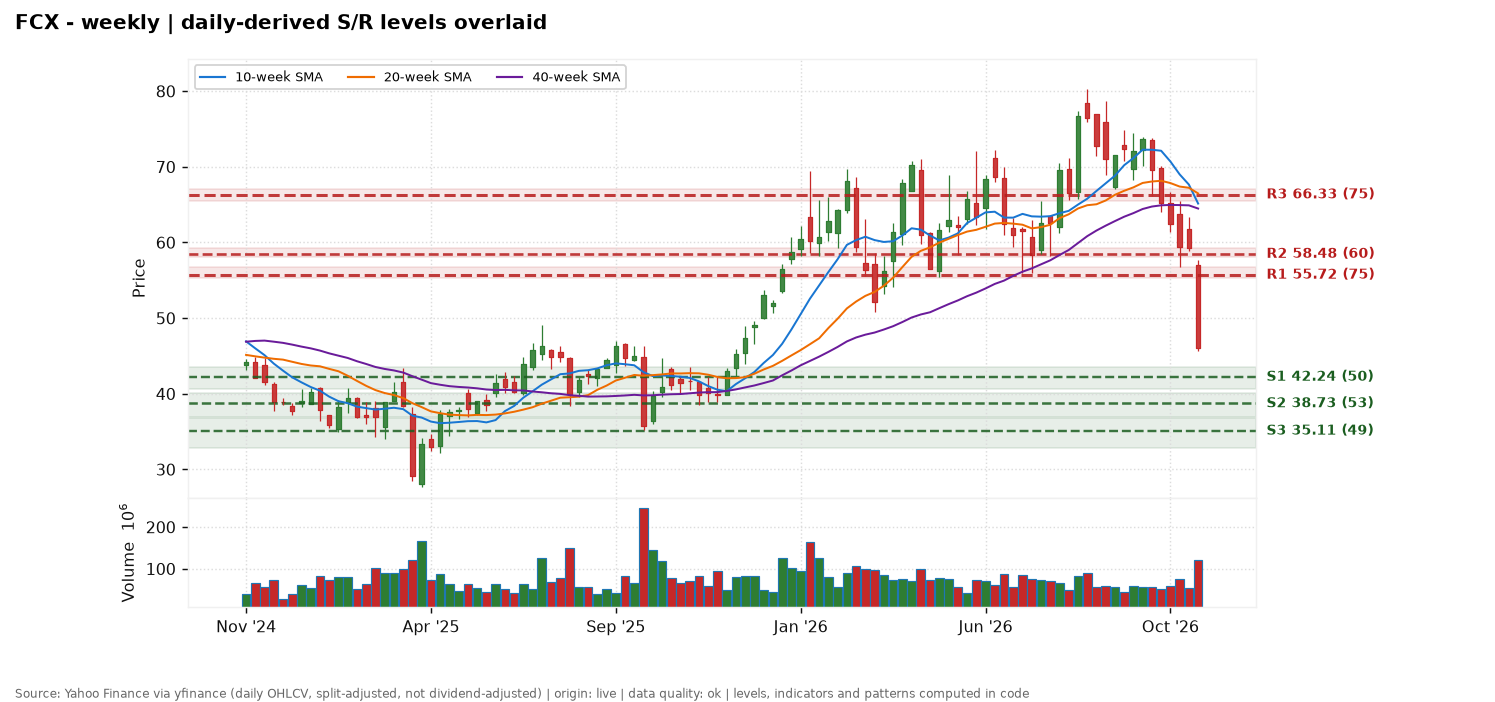 FCX - weekly | daily-derived S/R levels overlaid
10-week SMA
20-week SMA
40-week SMA
80
70
60
50
40
30
Price
R3 66.33 (75)
R2 58.48 (60)
R1 55.72 (75)
S1 42.24 (50)
S2 38.73 (53)
S3 35.11 (49)
200
100
Volume 10⁶
Nov '24
Apr '25
Sep '25
Jan '26
Jun '26
Oct '26
Source: Yahoo Finance via yfinance (daily OHLCV, split-adjusted, not dividend-adjusted) | origin: live | data quality: ok | levels, indicators and patterns computed in code